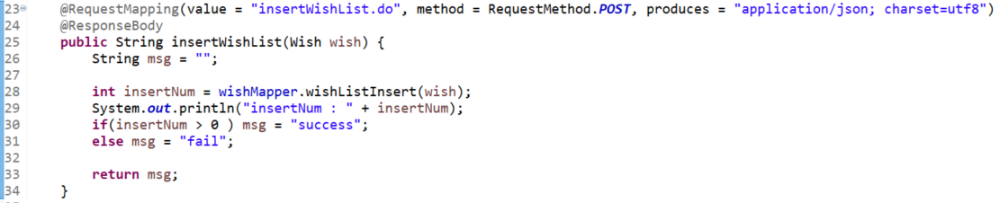 23 @RequestMapping(value = "insertWishList.do", method = RequestMethod.POST, produces = "application/json; charset=utf8")
24 @ResponseBody
25 public String insertWishList(Wish wish) {
26 String msg = "";
27
28 int insertNum = wishMapper.wishListInsert(wish);
29 System.out.println("insertNum : " + insertNum);
30 if(insertNum > 0 ) msg = "success";
31 else msg = "fail";
32
33 return msg;
34 }